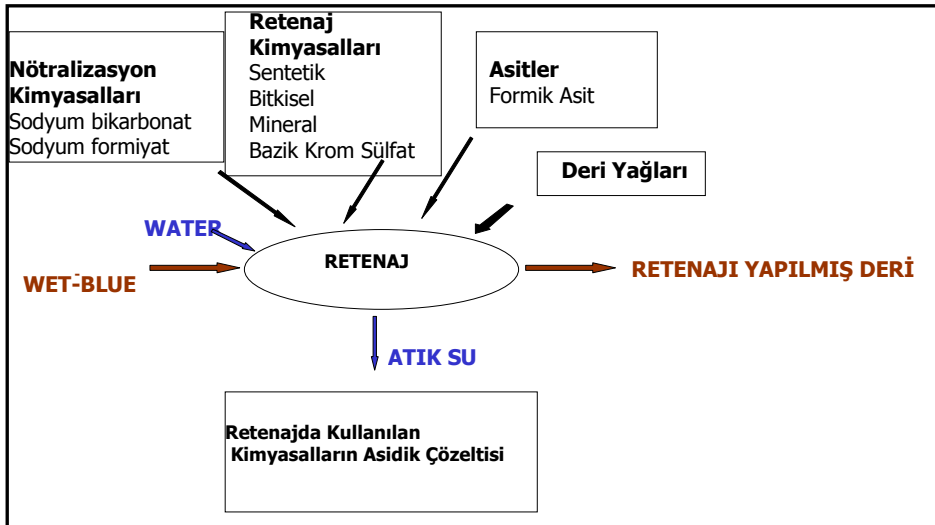 Nötralizasyon
Kimyasalları
Sodyum bikarbonat
Sodyum formiyat
Retenaj
Kimyasalları
Sentetik
Bitkisel
Mineral
Bazik Krom Sülfat
Asitler
Formik Asit
Deri Yağları
WATER
WET-BLUE
RETENAJ
RETENAJI YAPILMIŞ DERİ
ATIK SU
Retenajda Kullanılan
Kimyasalların Asidik Çözeltisi